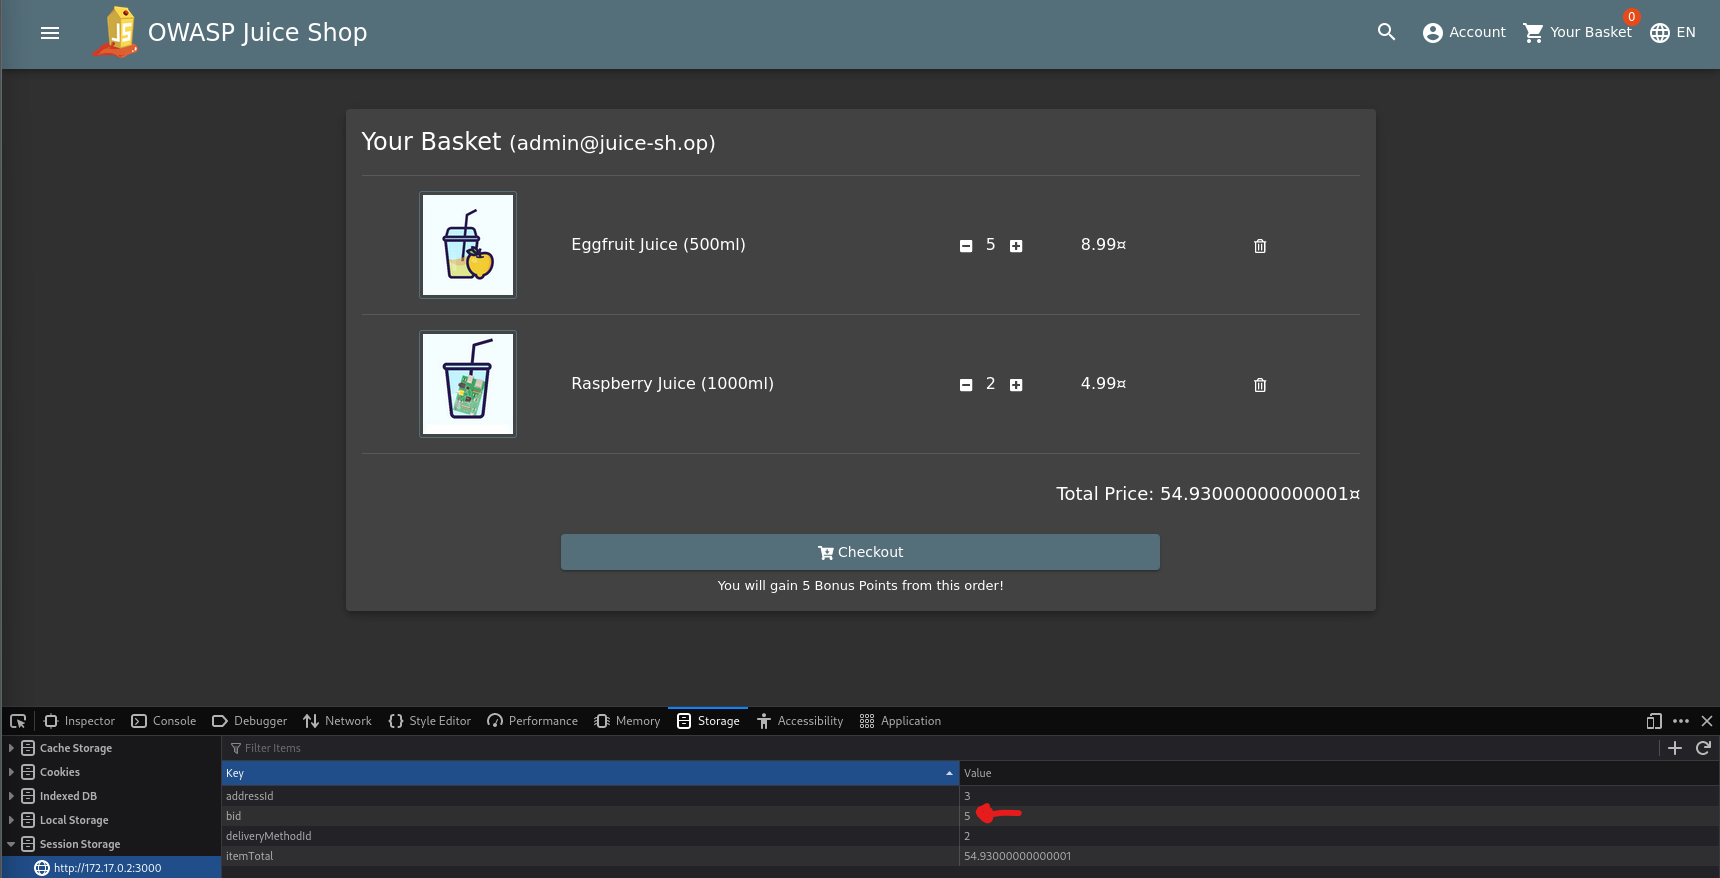 OWASP Juice Shop
Account
0
Your Basket
EN
Your Basket (admin@juice-sh.op)
Eggfruit Juice (500ml) 5 8.99¤
Raspberry Juice (1000ml) 2 4.99¤
Total Price: 54.93000000000001¤
Checkout
You will gain 5 Bonus Points from this order!
Inspector Console Debugger Network Style Editor Performance Memory Storage Accessibility Application
Cache Storage
Cookies
Indexed DB
Local Storage
Session Storage
http://172.17.0.2:3000
Filter Items
Key Value
addressId 3
bid 5
deliveryMethodId 2
itemTotal 54.93000000000001